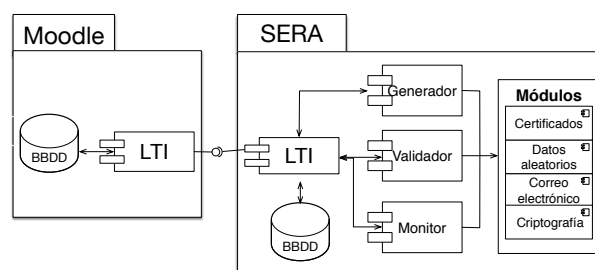 Moodle
BBDD
LTI
SERA
LTI
BBDD
Generador
Validador
Monitor
Módulos
Certificados
Datos
aleatorios
Correo
electrónico
Criptografía